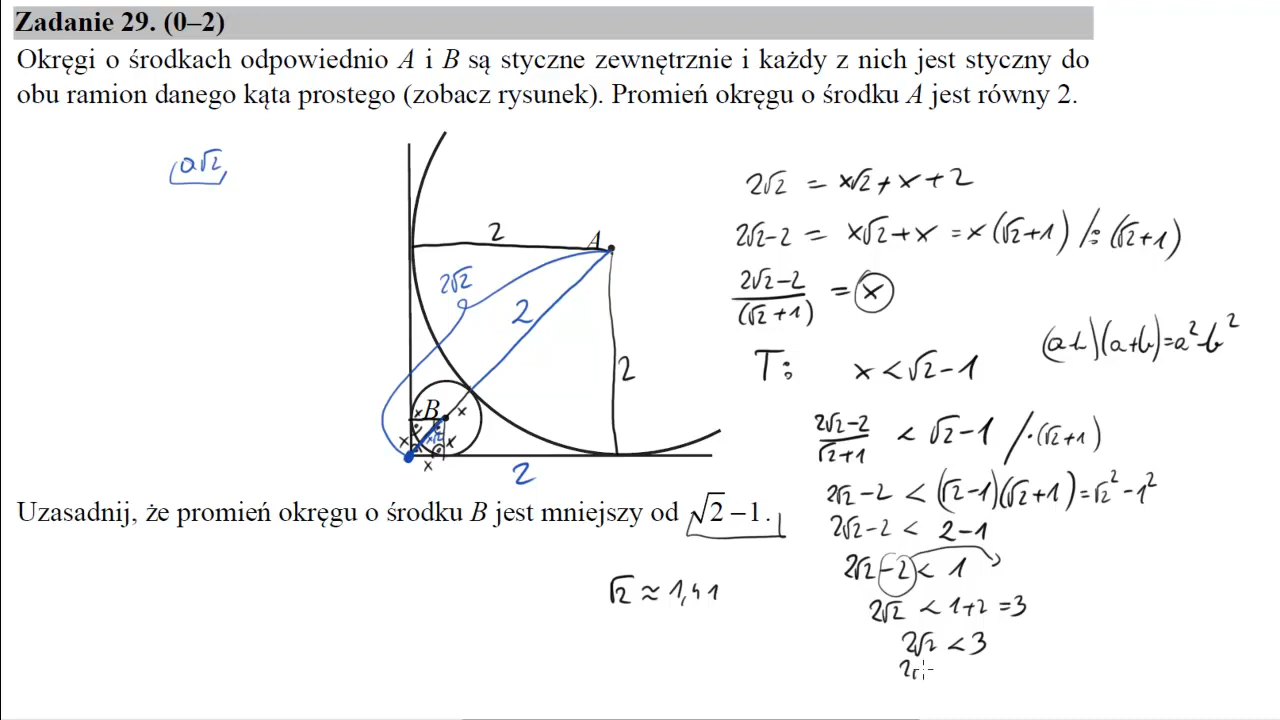 Zadanie 29. (0–2)
Okręgi o środkach odpowiednio A i B są styczne zewnętrznie i każdy z nich jest styczny do
obu ramion danego kąta prostego (zobacz rysunek). Promień okręgu o środku A jest równy 2.
a√2
2
A
2√2
2
2
B
x
x
x
x√2
x
x
2
2√2 = x√2 + x + 2
2√2-2 = x√2 + x = x(√2+1) /:(√2+1)
(2√2-2)/(√2+1) = x
T: x < √2-1
(a-b)(a+b)=a²-b²
(2√2-2)/(√2+1) < √2-1 /·(√2+1)
2√2-2 < (√2-1)(√2+1)=√2²-1²
2√2-2 < 2-1
2√2-2 < 1
2√2 < 1+2 = 3
2√2 < 3
2
Uzasadnij, że promień okręgu o środku B jest mniejszy od √2−1.
√2 ≈ 1,41